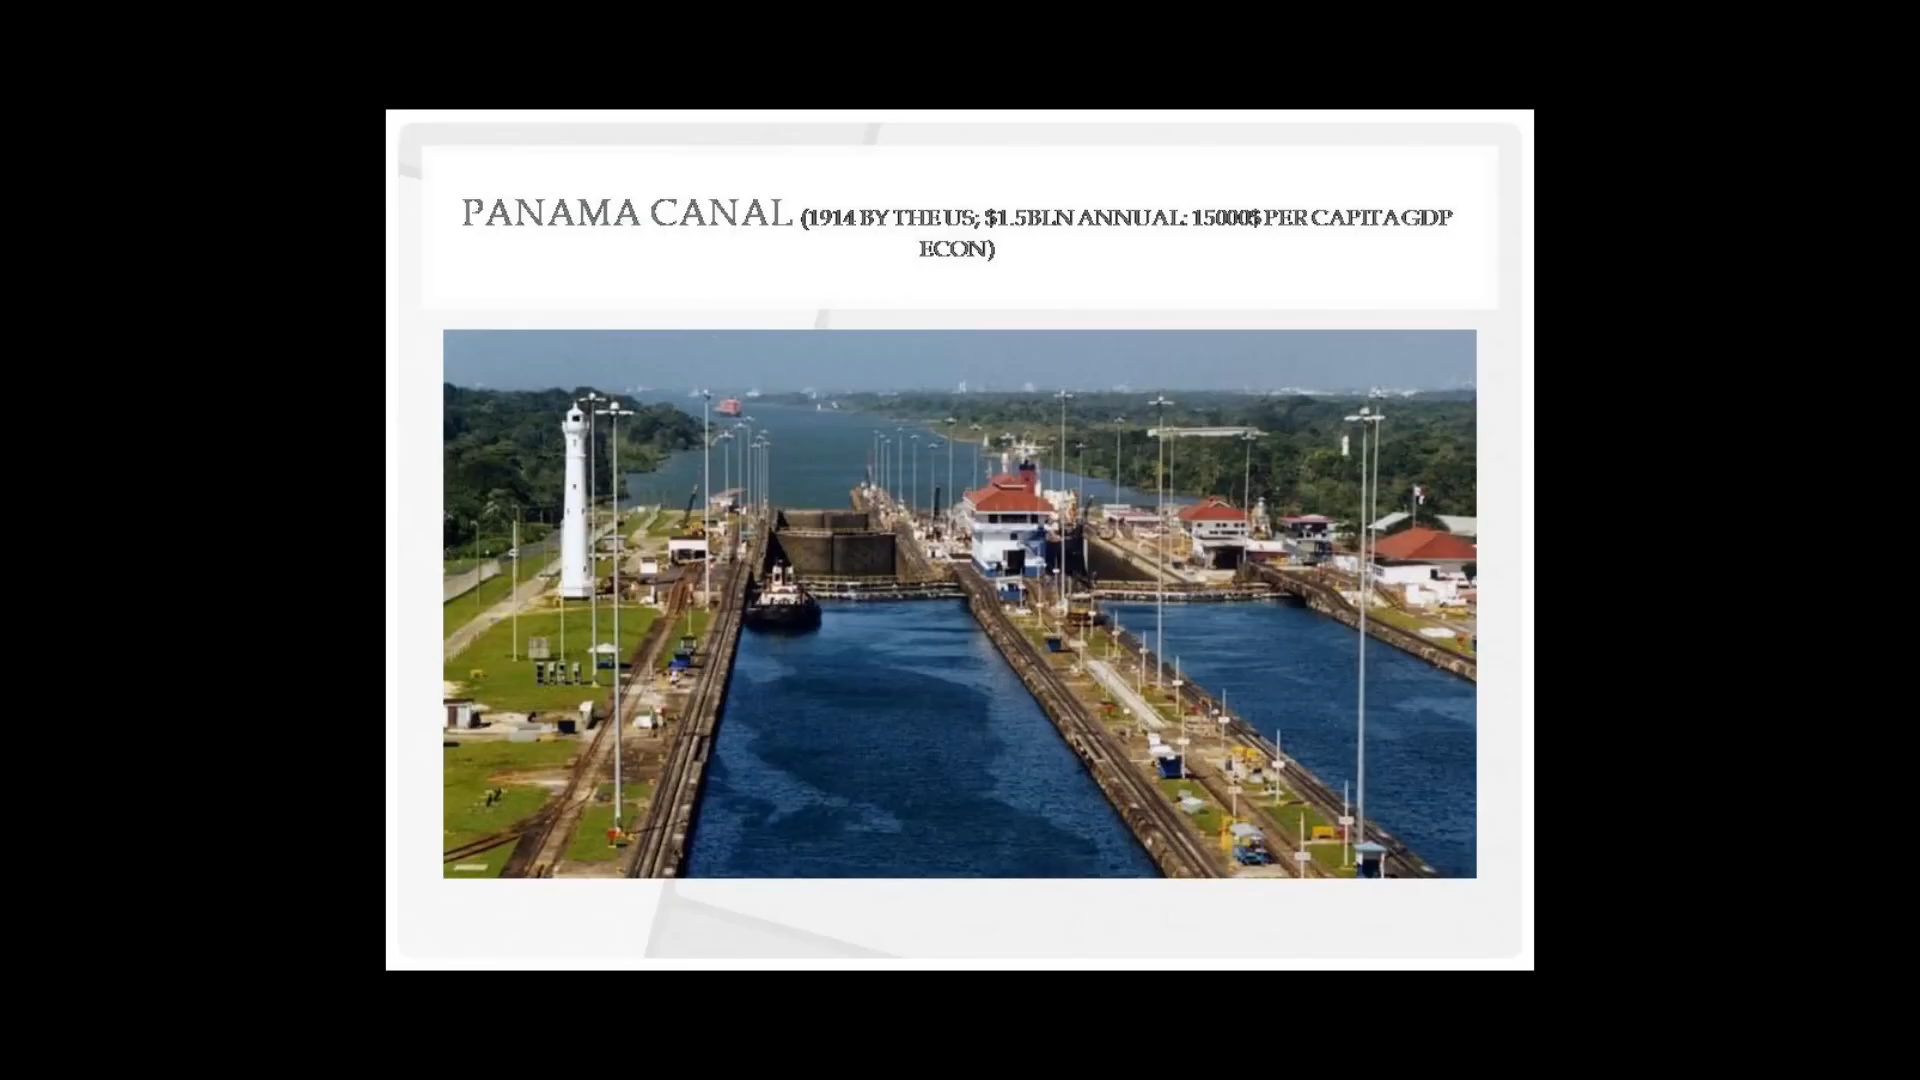 PANAMA CANAL (1914 BY THE US; $1.5BLN ANNUAL: 15000$ PER CAPITA GDP
ECON)